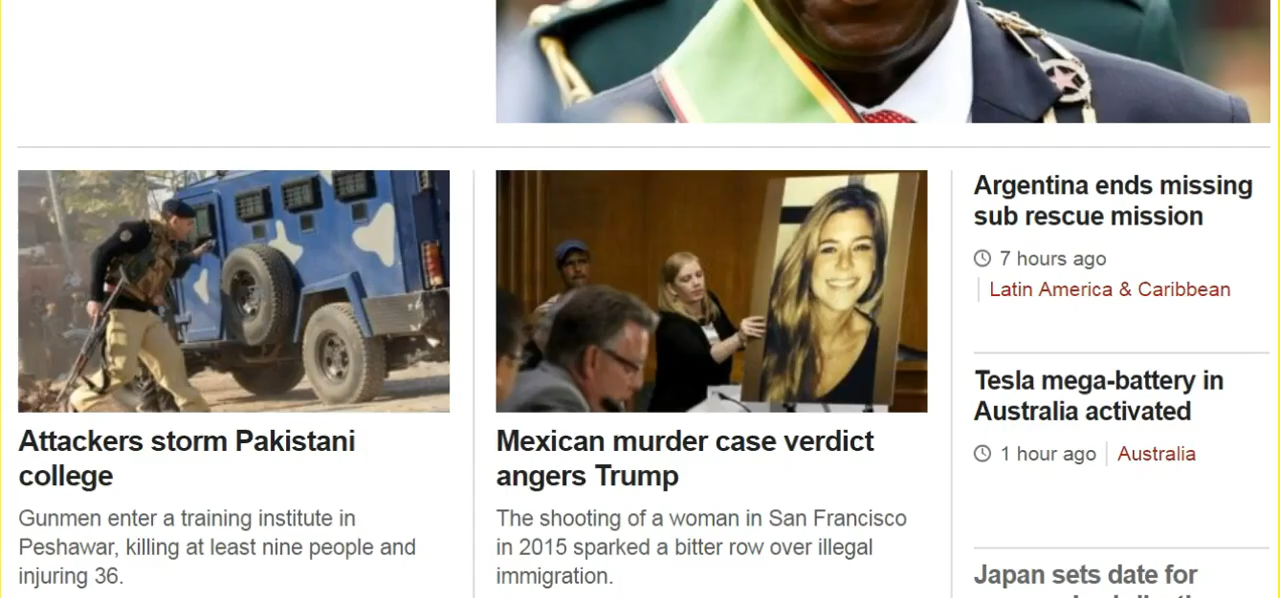 Attackers storm Pakistani
college
Gunmen enter a training institute in
Peshawar, killing at least nine people and
injuring 36.
Mexican murder case verdict
angers Trump
The shooting of a woman in San Francisco
in 2015 sparked a bitter row over illegal
immigration.
Argentina ends missing
sub rescue mission
7 hours ago
Latin America & Caribbean
Tesla mega-battery in
Australia activated
1 hour ago
Australia
Japan sets date for